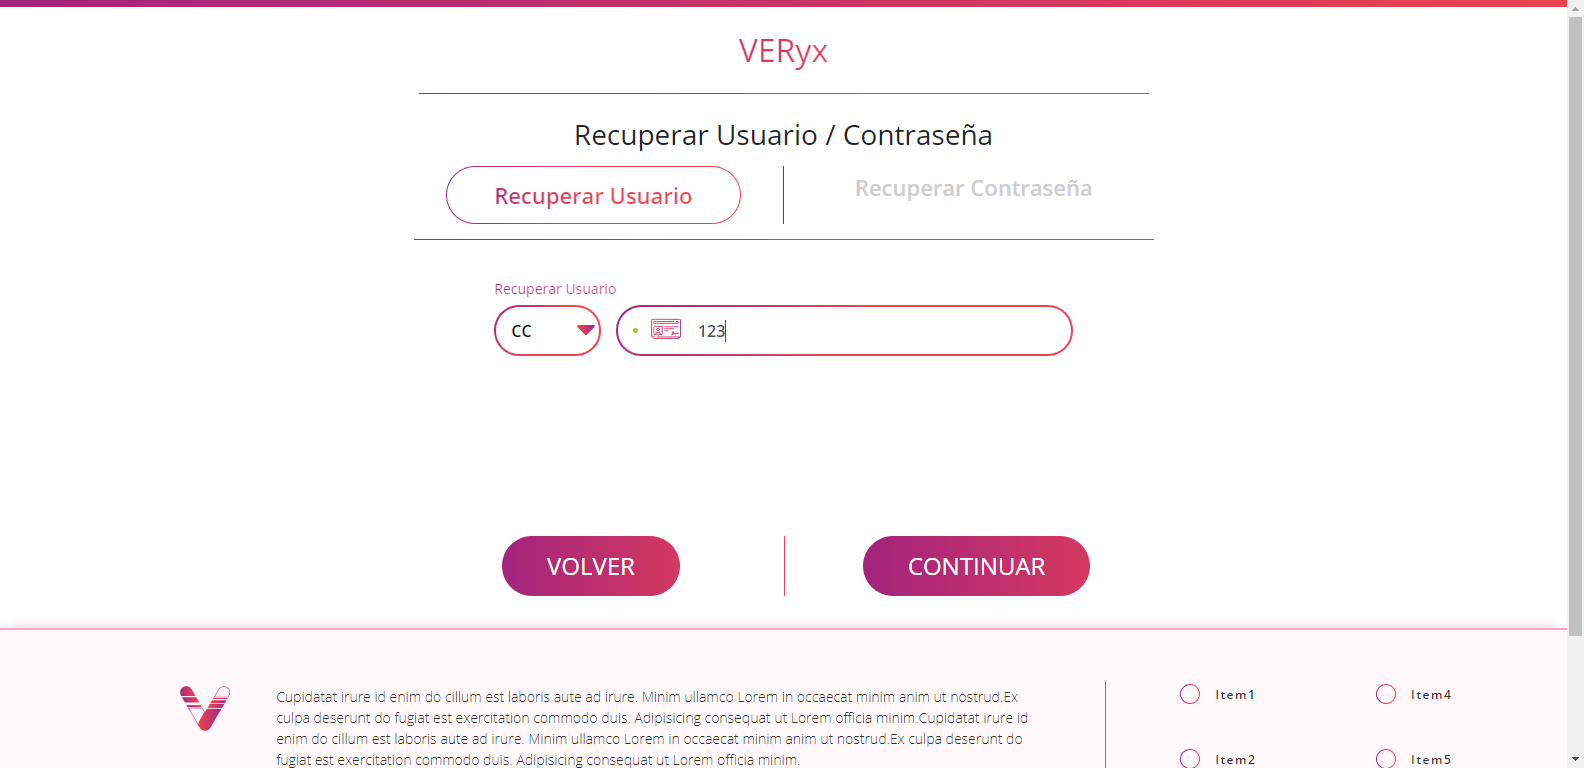 VERyx
Recuperar Usuario / Contraseña
Recuperar Usuario
Recuperar Contraseña
Recuperar Usuario
CC
123
VOLVER
CONTINUAR
Cupidatat irure id enim do cillum est laboris aute ad irure. Minim ullamco Lorem in occaecat minim anim ut nostrud.Ex
culpa deserunt do fugiat est exercitation commodo duis. Adipisicing consequat ut Lorem officia minim.Cupidatat irure id
enim do cillum est laboris aute ad irure. Minim ullamco Lorem in occaecat minim anim ut nostrud.Ex culpa deserunt do
fugiat est exercitation commodo duis. Adipisicing consequat ut Lorem officia minim.
Item1
Item4
Item2
Item5